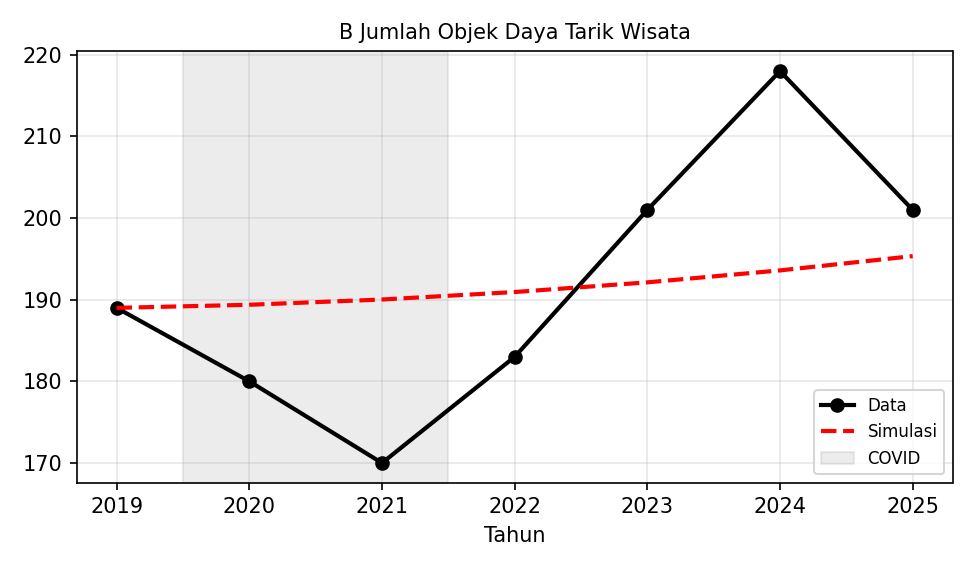 B Jumlah Objek Daya Tarik Wisata
220
210
200
190
180
170
2019 2020 2021 2022 2023 2024 2025
Tahun
Data
Simulasi
COVID